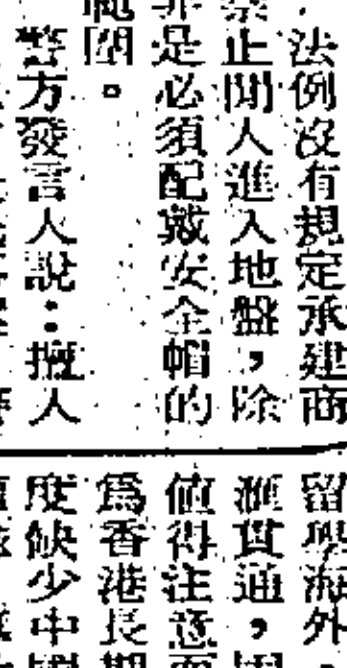 ，法例沒有規定承建商
禁止閒人進入地盤，除
非是必須配戴安全帽的
範圍。
警方發言人說：
人
留學海外，
滙貫通，
值得注意而
為香港長期
度缺少中國